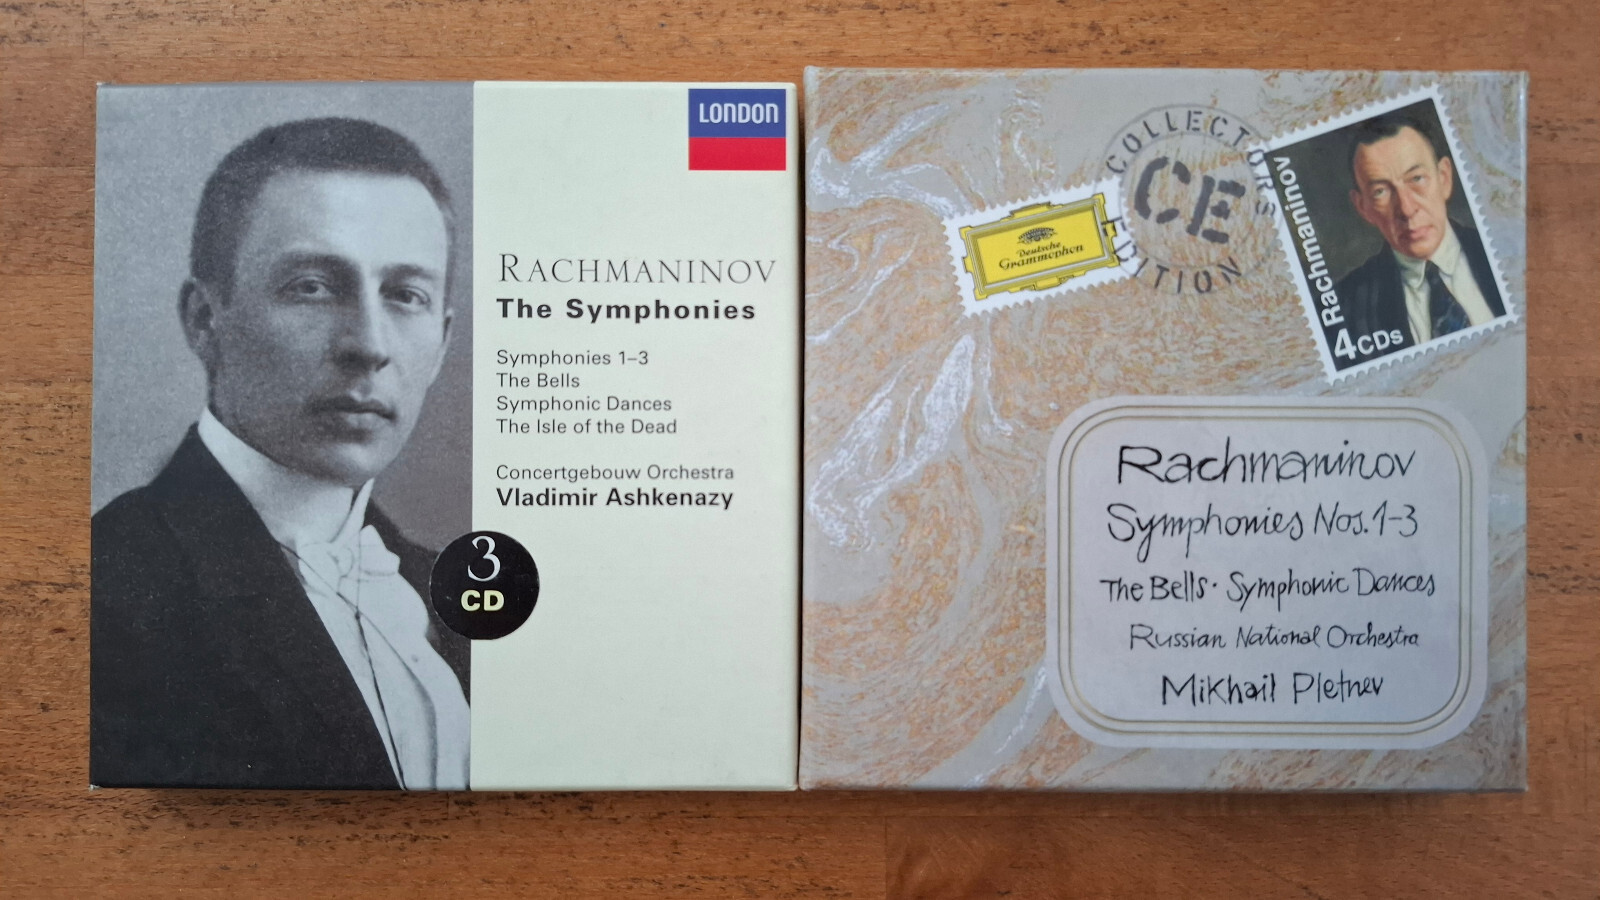 LONDON
RACHMANINOV
The Symphonies
Symphonies 1–3
The Bells
Symphonic Dances
The Isle of the Dead
Concertgebouw Orchestra
Vladimir Ashkenazy
3
CD
COLLECTORS
CE
EDITION
Deutsche
Grammophon
Rachmaninov
4CDs
Rachmaninov
Symphonies Nos. 1-3
The Bells · Symphonic Dances
Russian National Orchestra
Mikhail Pletnev